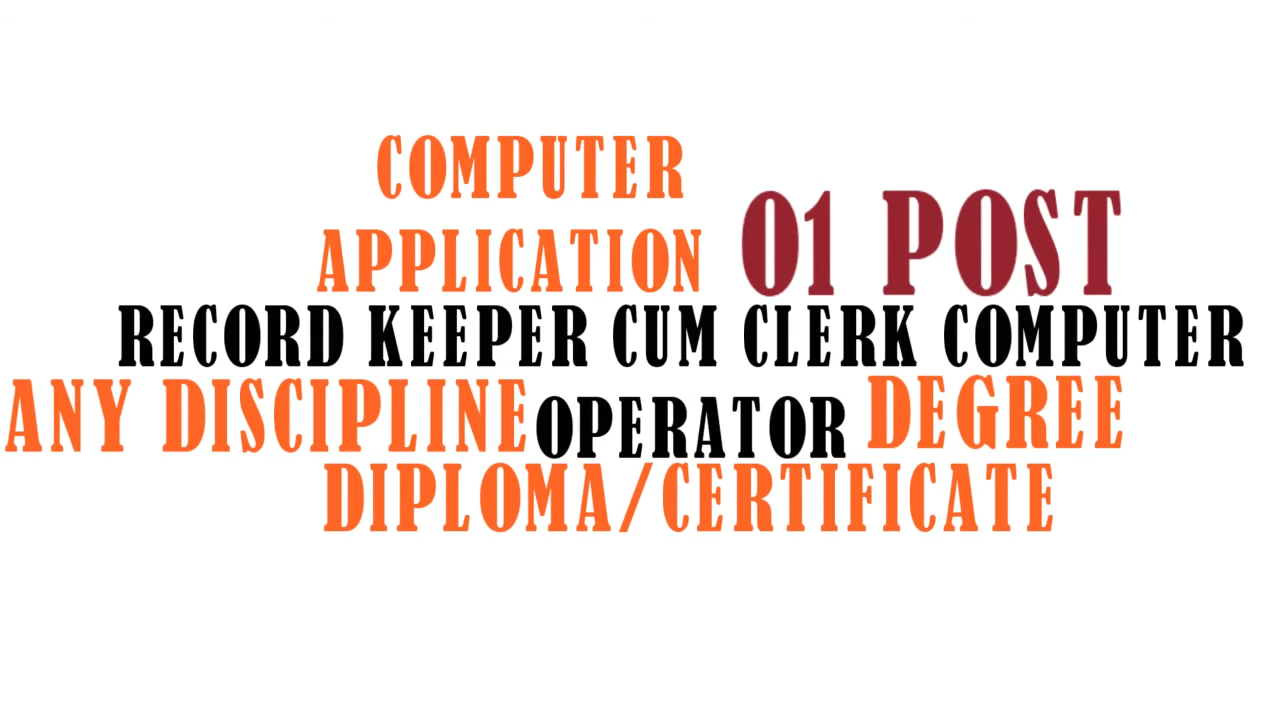 COMPUTER
APPLICATION
01 POST
RECORD KEEPER CUM CLERK COMPUTER
OPERATOR
ANY DISCIPLINE
DEGREE
DIPLOMA/CERTIFICATE